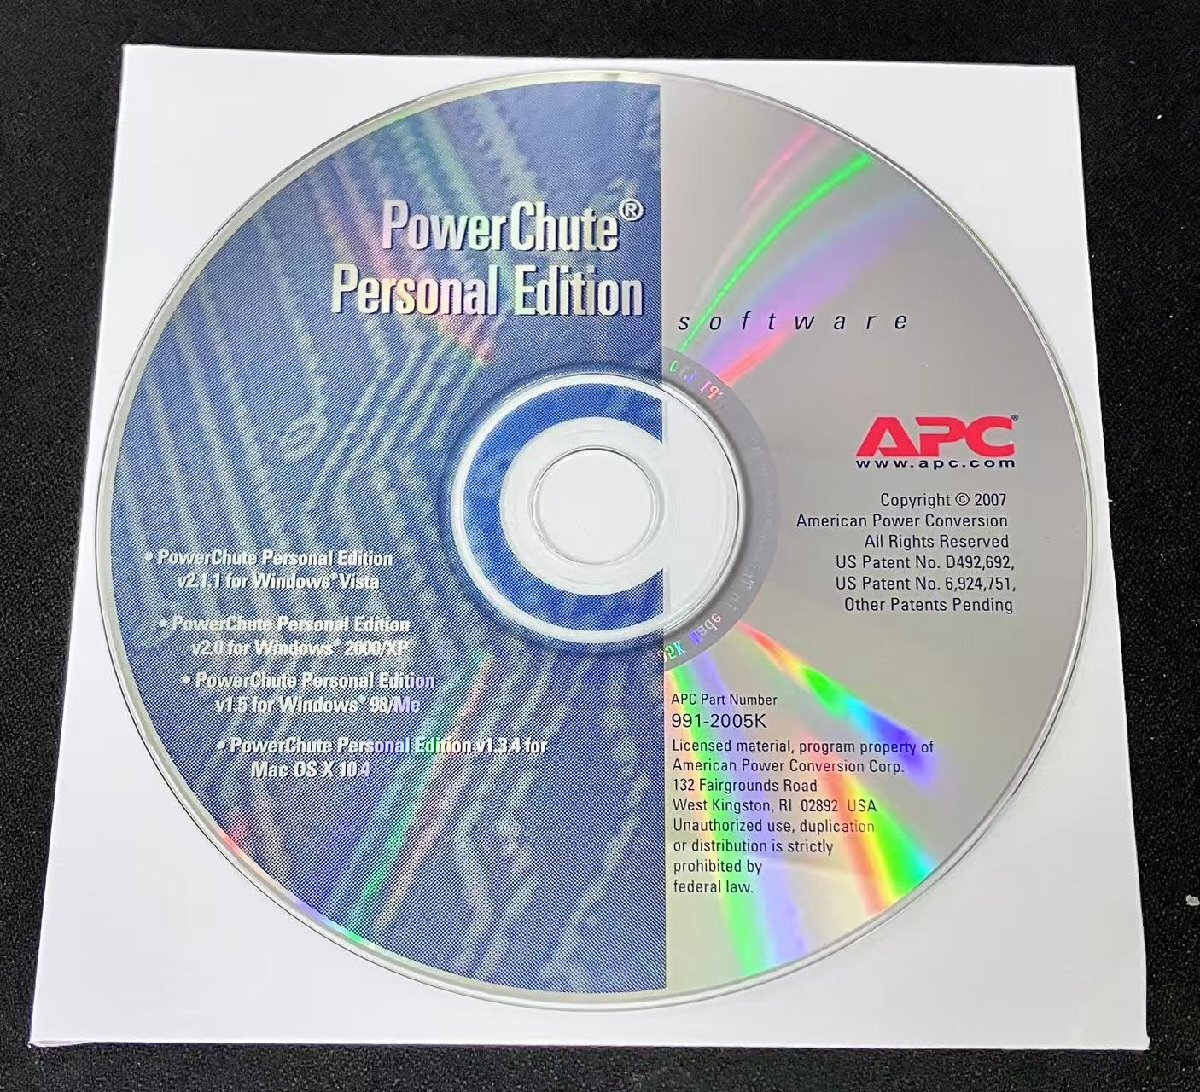 PowerChute®
Personal Edition
software
APC®
www.apc.com
Copyright © 2007
American Power Conversion
All Rights Reserved
US Patent No. D492,692,
US Patent No. 6,924,751,
Other Patents Pending
• PowerChute Personal Edition
v2.1.1 for Windows® Vista
• PowerChute Personal Edition
v2.0 for Windows® 2000/XP
• PowerChute Personal Edition
v1.5 for Windows® 98/Me
• PowerChute Personal Edition v1.3.4 for
Mac OS X 10.4
APC Part Number
991-2005K
Licensed material, program property of
American Power Conversion Corp.
132 Fairgrounds Road
West Kingston, RI 02892 USA
Unauthorized use, duplication
or distribution is strictly
prohibited by
federal law.